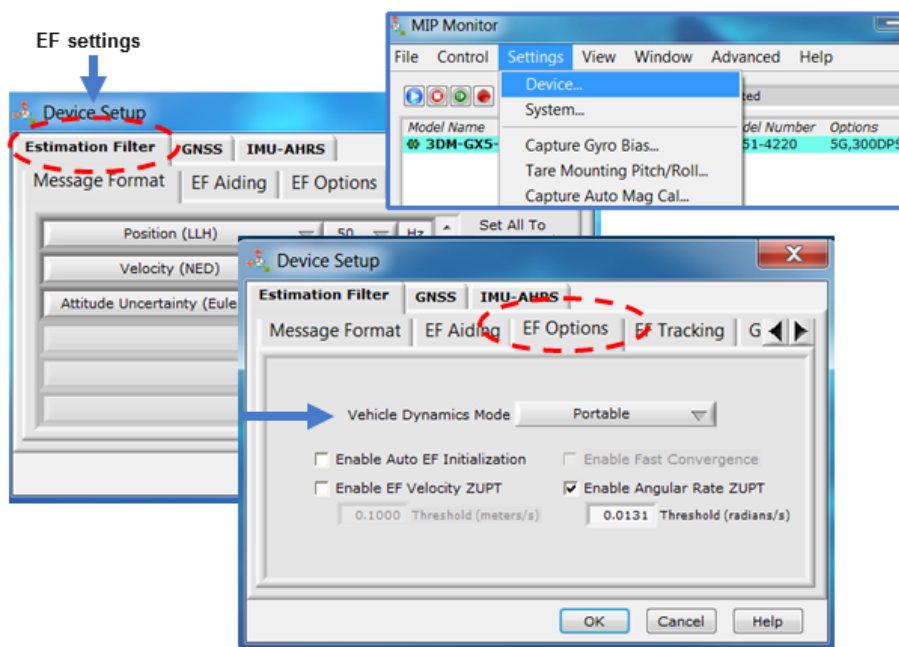 EF settings
MIP Monitor
File Control Settings View Window Advanced Help
Device...
System...
Capture Gyro Bias...
Tare Mounting Pitch/Roll...
Capture Auto Mag Cal...
Model Name
3DM-GX5-
Number Options
51-4220 5G,300DPS
Device Setup
Estimation Filter GNSS IMU-AHRS
Message Format EF Aiding EF Options
Position (LLH) 50 Hz Set All To
Velocity (NED)
Attitude Uncertainty (Eule
Device Setup
Estimation Filter GNSS IMU-AHRS
Message Format EF Aiding EF Options EF Tracking G
Vehicle Dynamics Mode Portable
Enable Auto EF Initialization Enable Fast Convergence
Enable EF Velocity ZUPT Enable Angular Rate ZUPT
0.1000 Threshold (meters/s) 0.0131 Threshold (radians/s)
OK Cancel Help